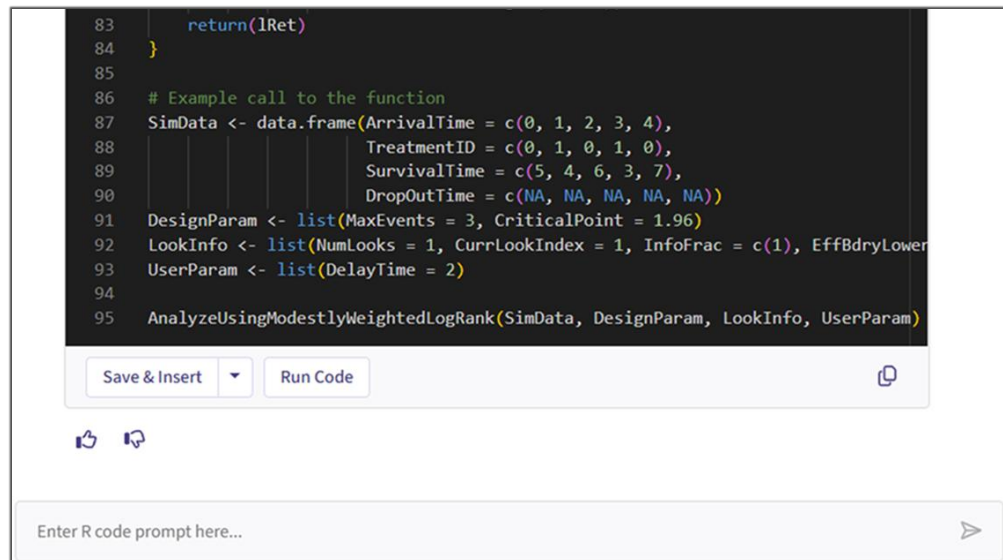 83 return(lRet)
84 }
85
86 # Example call to the function
87 SimData <- data.frame(ArrivalTime = c(0, 1, 2, 3, 4),
88 TreatmentID = c(0, 1, 0, 1, 0),
89 SurvivalTime = c(5, 4, 6, 3, 7),
90 DropOutTime = c(NA, NA, NA, NA, NA))
91 DesignParam <- list(MaxEvents = 3, CriticalPoint = 1.96)
92 LookInfo <- list(NumLooks = 1, CurrLookIndex = 1, InfoFrac = c(1), EffBdryLower
93 UserParam <- list(DelayTime = 2)
94
95 AnalyzeUsingModestlyWeightedLogRank(SimData, DesignParam, LookInfo, UserParam)
Save & Insert Run Code
Enter R code prompt here...